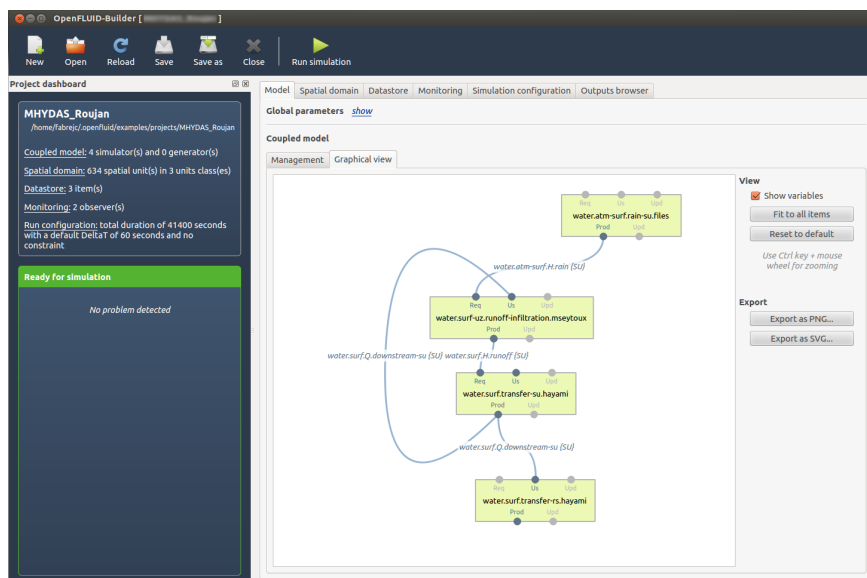 OpenFLUID-Builder [ ]
New Open Reload Save Save as Close Run simulation
Project dashboard
MHYDAS_Roujan
/home/fabrejc/.openfluid/examples/projects/MHYDAS_Roujan
Coupled model: 4 simulator(s) and 0 generator(s)
Spatial domain: 634 spatial unit(s) in 3 units class(es)
Datastore: 3 item(s)
Monitoring: 2 observer(s)
Run configuration: total duration of 41400 seconds
with a default DeltaT of 60 seconds and no
constraint
Ready for simulation
No problem detected
Model Spatial domain Datastore Monitoring Simulation configuration Outputs browser
Global parameters show
Coupled model
Management Graphical view
Req Us Upd
water.atm-surf.rain-su.files
Prod
water.atm-surf.H.rain (SU)
Req Us Upd
water.surf-uz.runoff-infiltration.mseytoux
Prod
water.surf.Q.downstream-su (SU) water.surf.H.runoff (SU)
Req Us Upd
water.surf.transfer-su.hayami
Prod Upd
water.surf.Q.downstream-su (SU)
Req Us Upd
water.surf.transfer-rs.hayami
Prod Upd
View
Show variables
Fit to all items
Reset to default
Use Ctrl key + mouse
wheel for zooming
Export
Export as PNG...
Export as SVG...